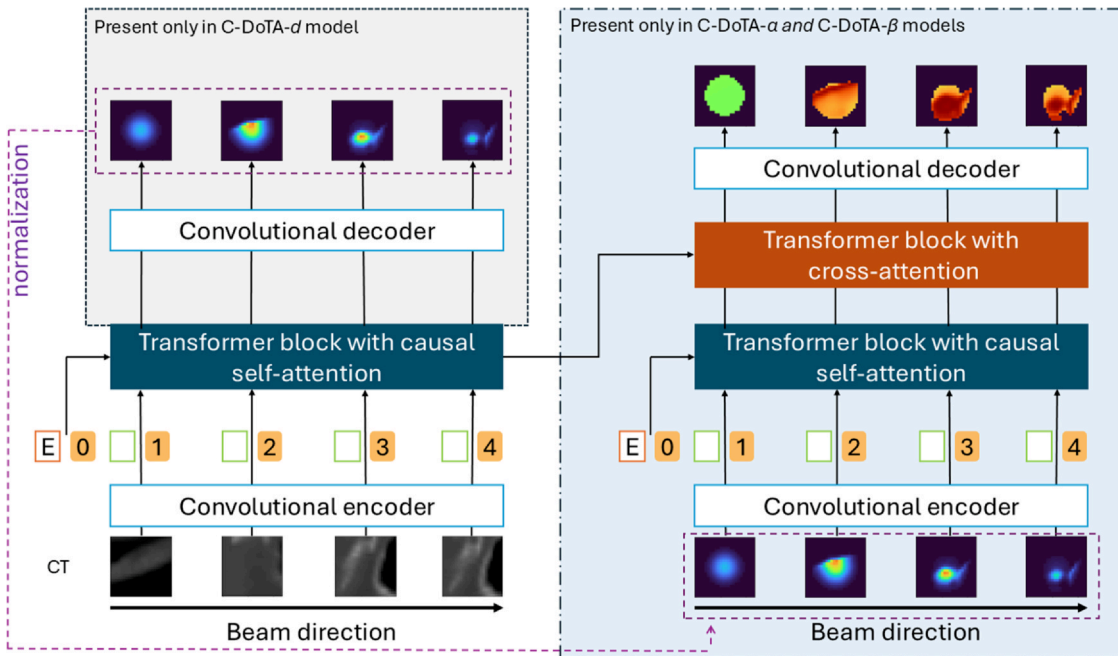 Present only in C-DoTA-d model
Present only in C-DoTA-α and C-DoTA-β models
normalization
Convolutional decoder
Transformer block with causal
self-attention
E 0 1 2 3 4
Convolutional encoder
CT
Beam direction
Convolutional decoder
Transformer block with
cross-attention
Transformer block with causal
self-attention
E 0 1 2 3 4
Convolutional encoder
Beam direction